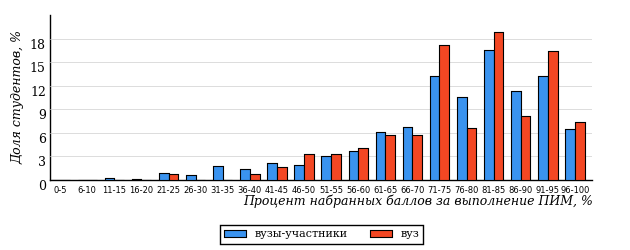 Доля студентов, %
18
15
12
9
6
3
0
0-5 6-10 11-15 16-20 21-25 26-30 31-35 36-40 41-45 46-50 51-55 56-60 61-65 66-70 71-75 76-80 81-85 86-90 91-95 96-100
Процент набранных баллов за выполнение ПИМ, %
вузы-участники вуз